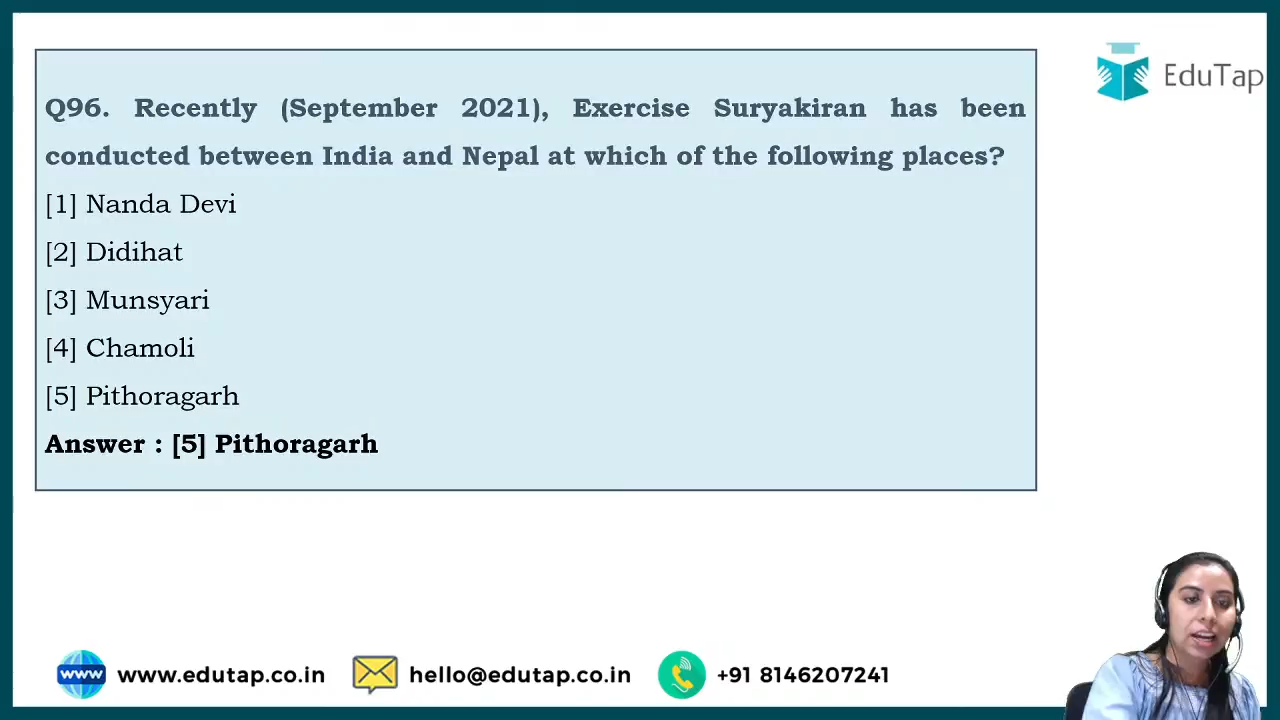 EduTap
Q96. Recently (September 2021), Exercise Suryakiran has been
conducted between India and Nepal at which of the following places?
[1] Nanda Devi
[2] Didihat
[3] Munsyari
[4] Chamoli
[5] Pithoragarh
Answer : [5] Pithoragarh
www www.edutap.co.in hello@edutap.co.in +91 8146207241